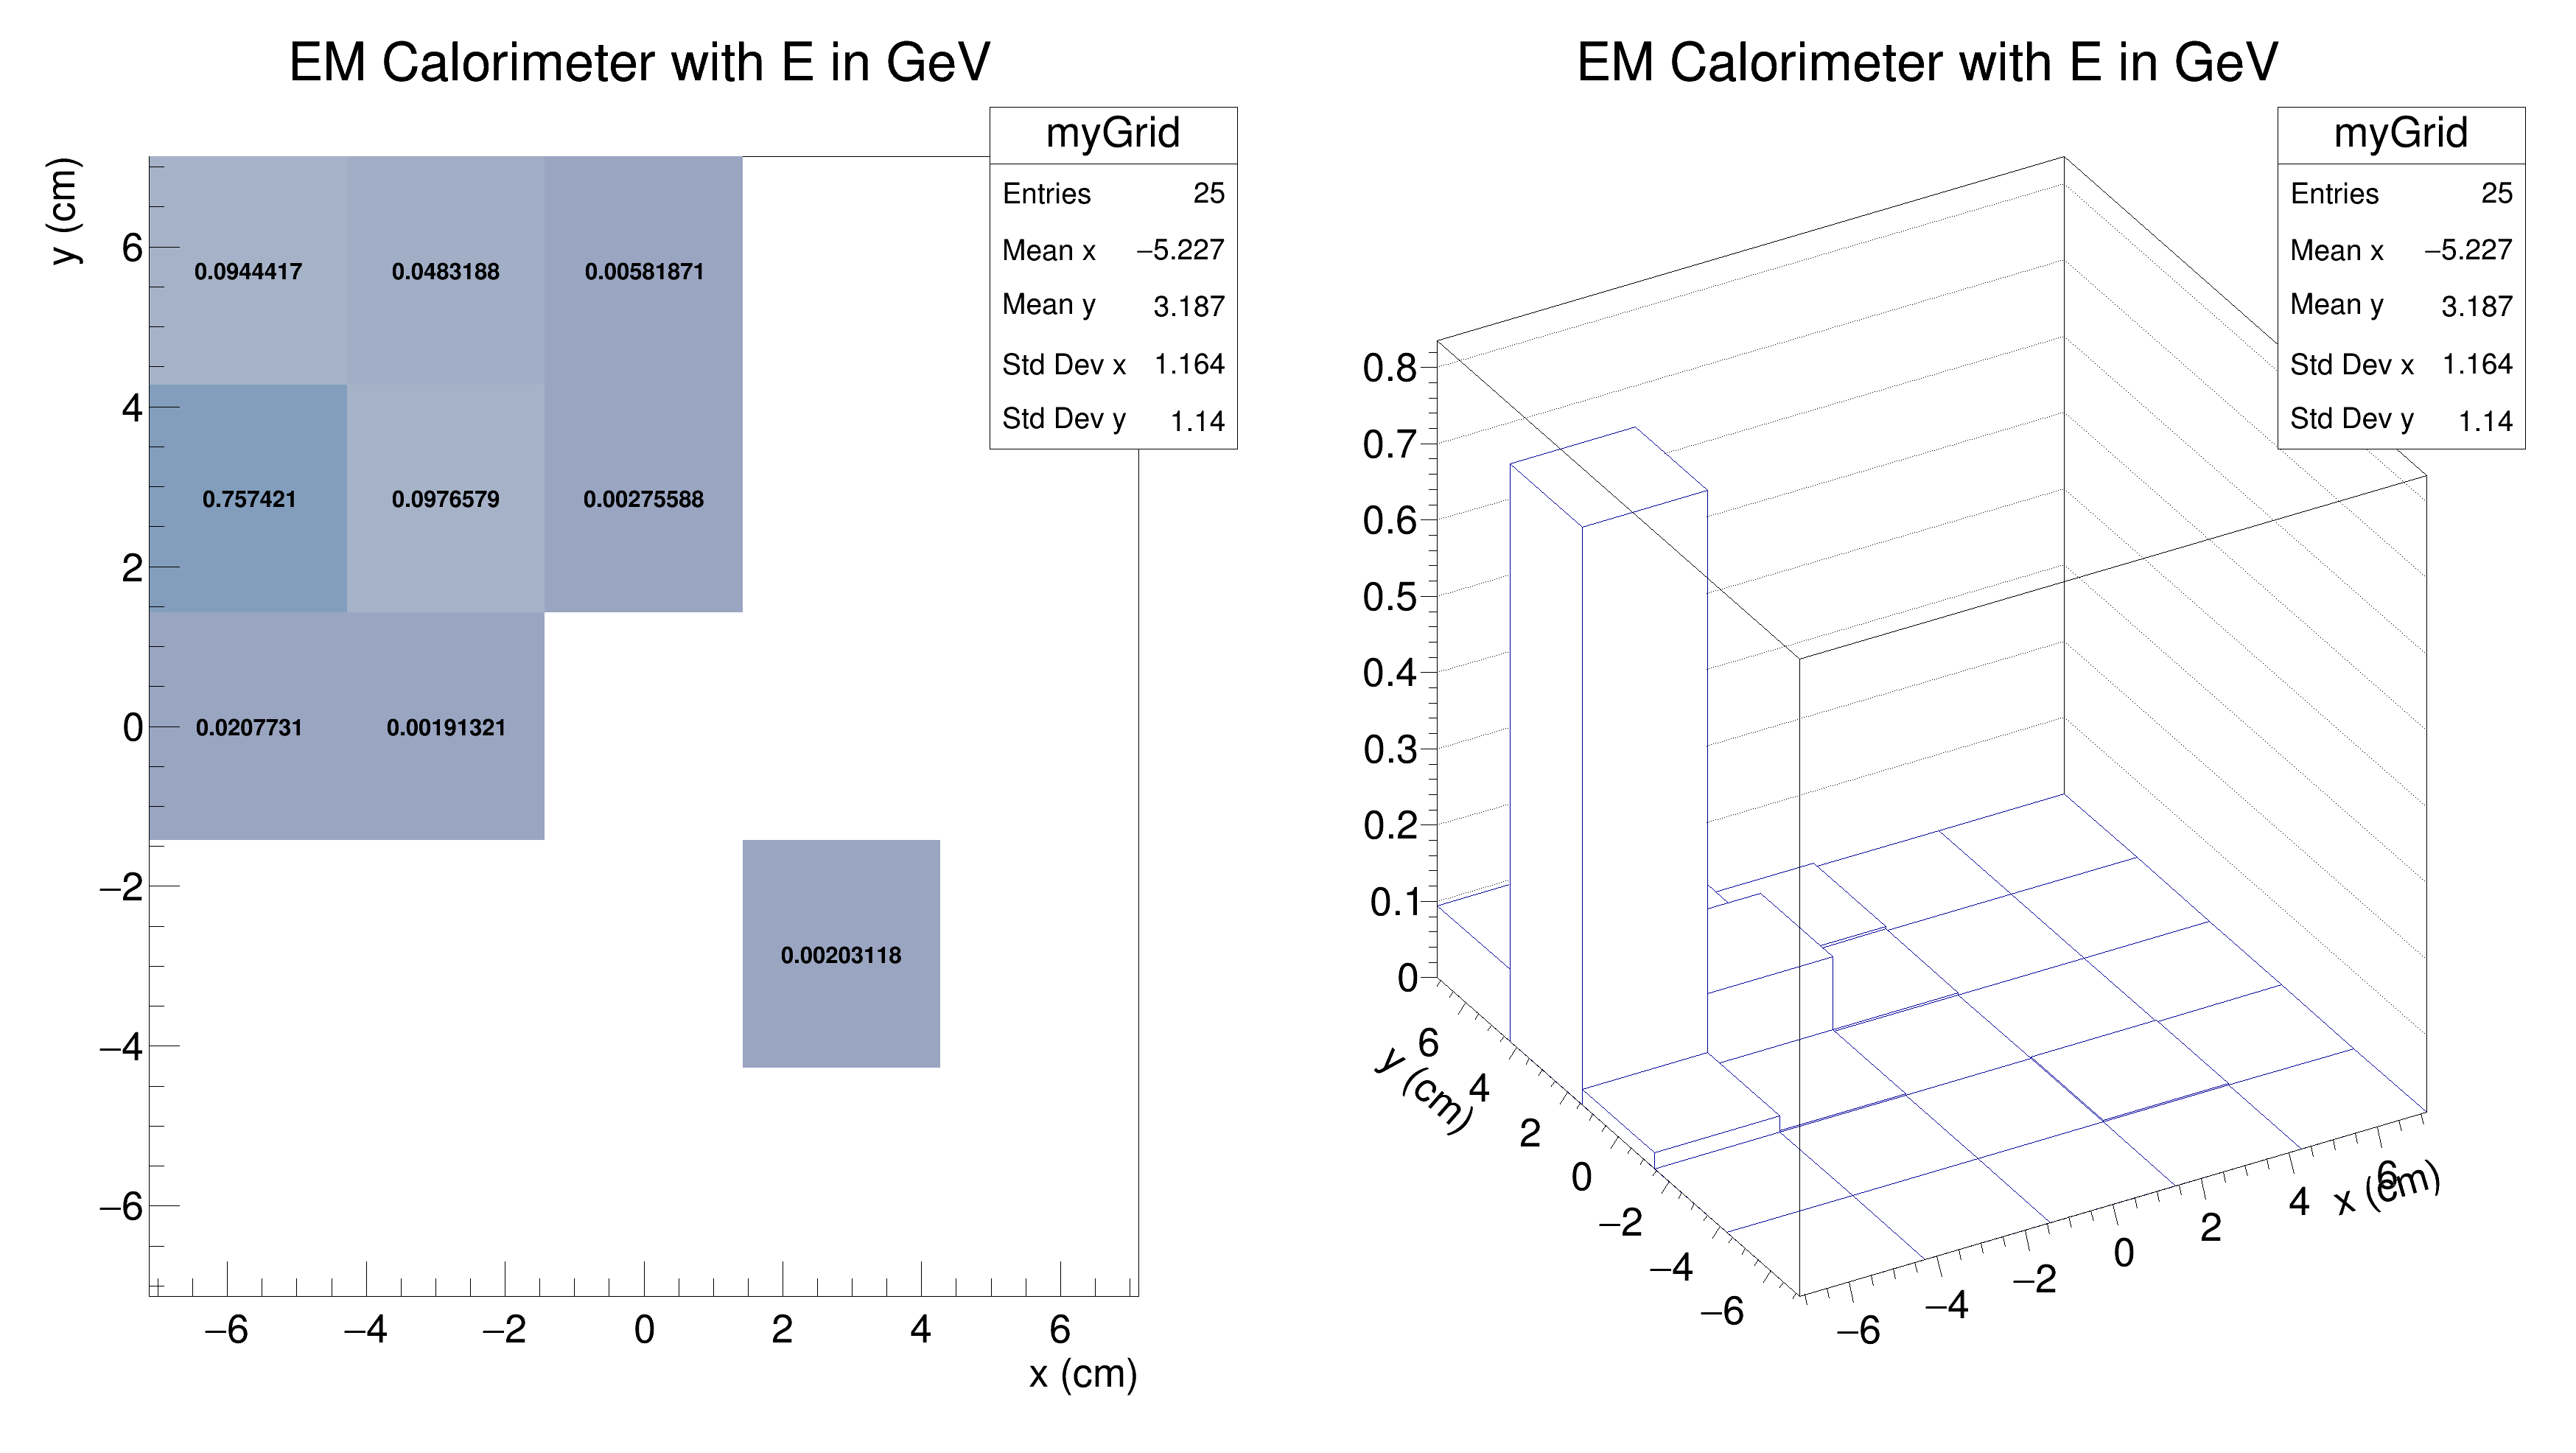 EM Calorimeter with E in GeV
myGrid
Entries 25
Mean x −5.227
Mean y 3.187
Std Dev x 1.164
Std Dev y 1.14
y (cm)
6
4
2
0
−2
−4
−6
0.0944417 0.0483188 0.00581871
0.757421 0.0976579 0.00275588
0.0207731 0.00191321
0.00203118
−6 −4 −2 0 2 4 6
x (cm)
EM Calorimeter with E in GeV
myGrid
Entries 25
Mean x −5.227
Mean y 3.187
Std Dev x 1.164
Std Dev y 1.14
0.8
0.7
0.6
0.5
0.4
0.3
0.2
0.1
0
y (cm)
6
4
2
0
−2
−4
−6
−6 −4 −2 0 2 4 6
x (cm)